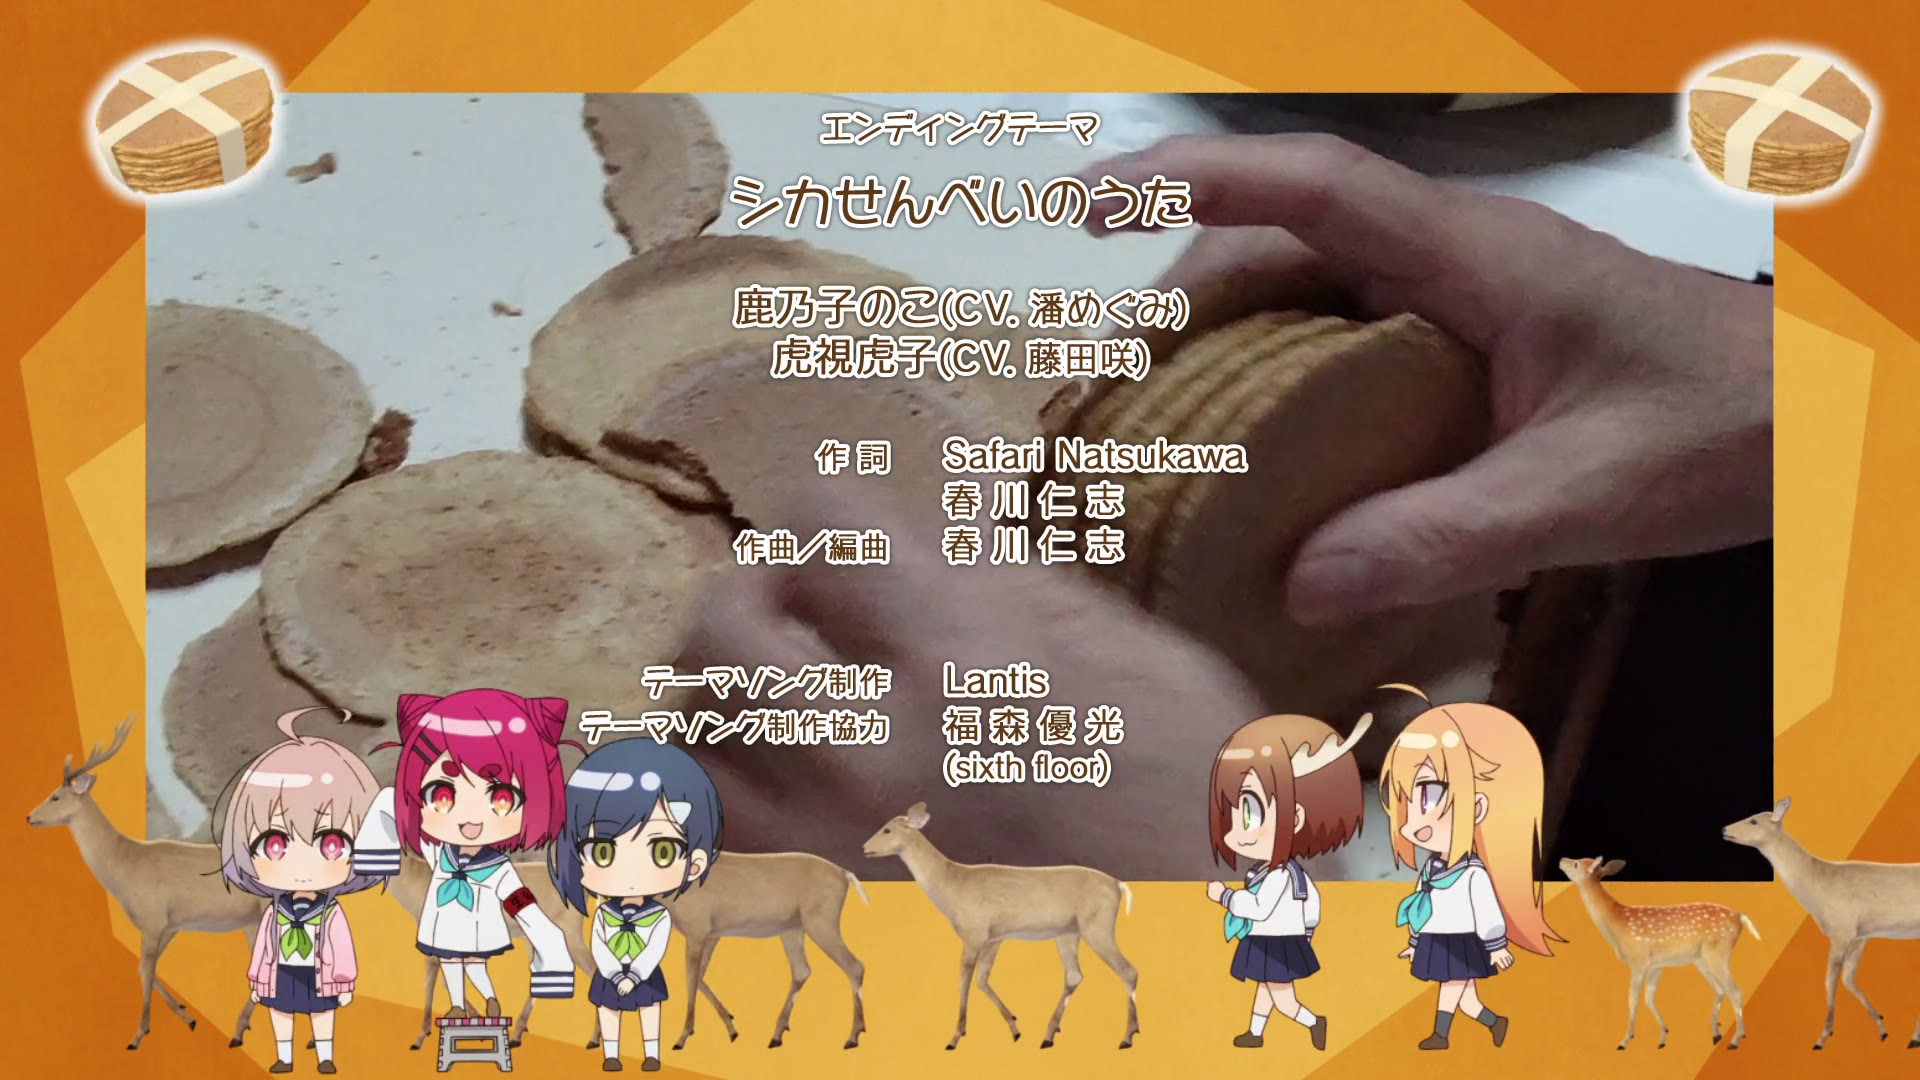 エンディングテーマ
シカせんべいのうた
鹿乃子のこ(CV. 潘めぐみ)
虎視虎子(CV. 藤田咲)
作詞 Safari Natsukawa
春川仁志
作曲／編曲 春川仁志
テーマソング制作 Lantis
テーマソング制作協力 福森優光
(sixth floor)